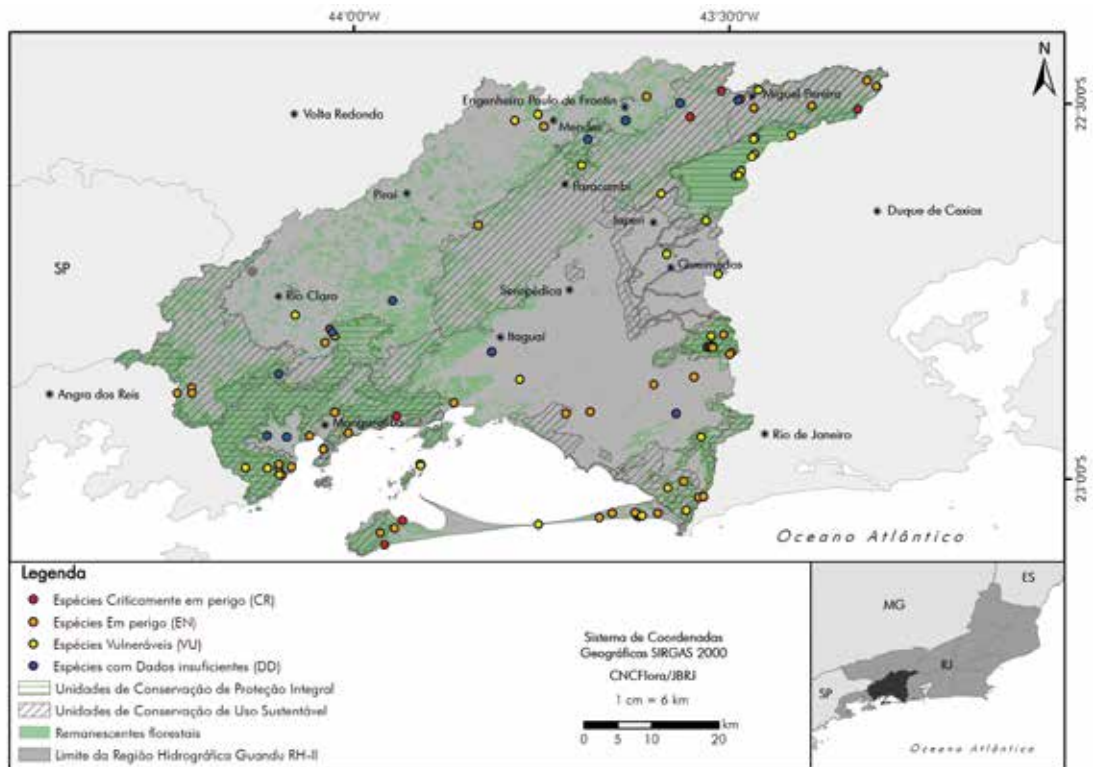 44°0'0"W
43°30'0"W
N
22°30'0"S
Miguel Pereira
Engenheiro Paulo de Frontin
Volta Redonda
Mendes
Paracambi
Piraí
Japeri
Duque de Caxias
SP
Queimados
Rio Claro
Seropédica
Itaguaí
Angra dos Reis
Mangaratiba
Rio de Janeiro
Oceano Atlântico
Legenda
Espécies Criticamente em perigo (CR)
Espécies Em perigo (EN)
Espécies Vulneráveis (VU)
Espécies com Dados insuficientes (DD)
Unidades de Conservação de Proteção Integral
Unidades de Conservação de Uso Sustentável
Remanescentes florestais
Limite da Região Hidrográfica Guandu RH-II
Sistema de Coordenadas
Geográficas SIRGAS 2000
CNCFlora/JBRJ
1 cm = 6 km
km
0 5 10 20
ES
MG
RJ
SP
Oceano Atlântico